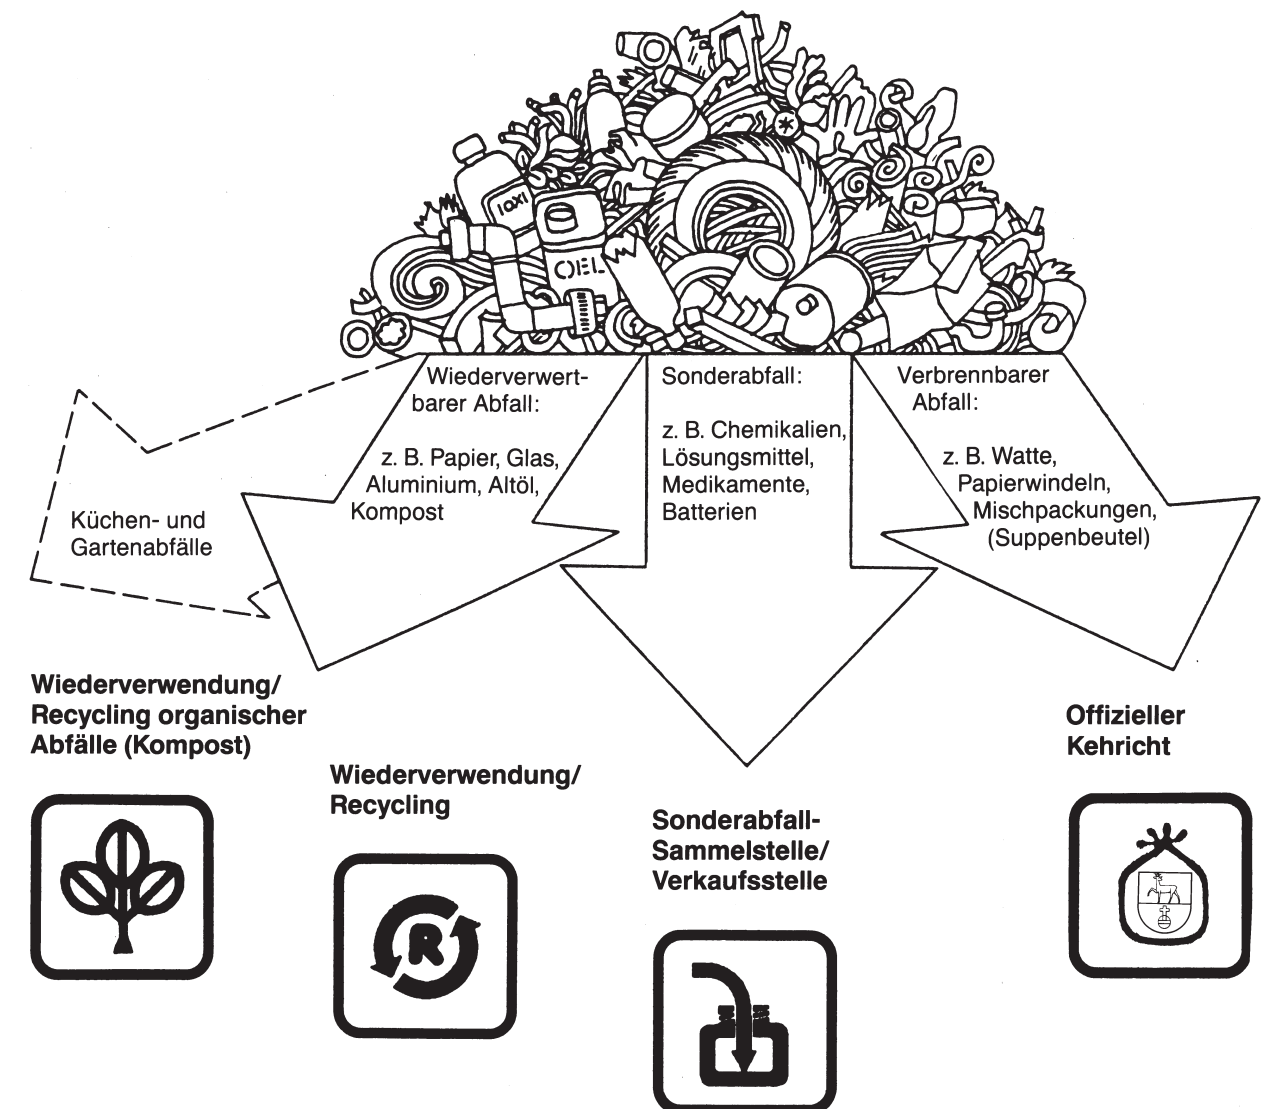 IOXI
OEL
Wiederverwert-
barer Abfall:
z. B. Papier, Glas,
Aluminium, Altöl,
Kompost
Sonderabfall:
z. B. Chemikalien,
Lösungsmittel,
Medikamente,
Batterien
Verbrennbarer
Abfall:
z. B. Watte,
Papierwindeln,
Mischpackungen,
(Suppenbeutel)
Küchen- und
Gartenabfälle
Wiederverwendung/
Recycling organischer
Abfälle (Kompost)
Wiederverwendung/
Recycling
R
Sonderabfall-
Sammelstelle/
Verkaufsstelle
Offizieller
Kehricht